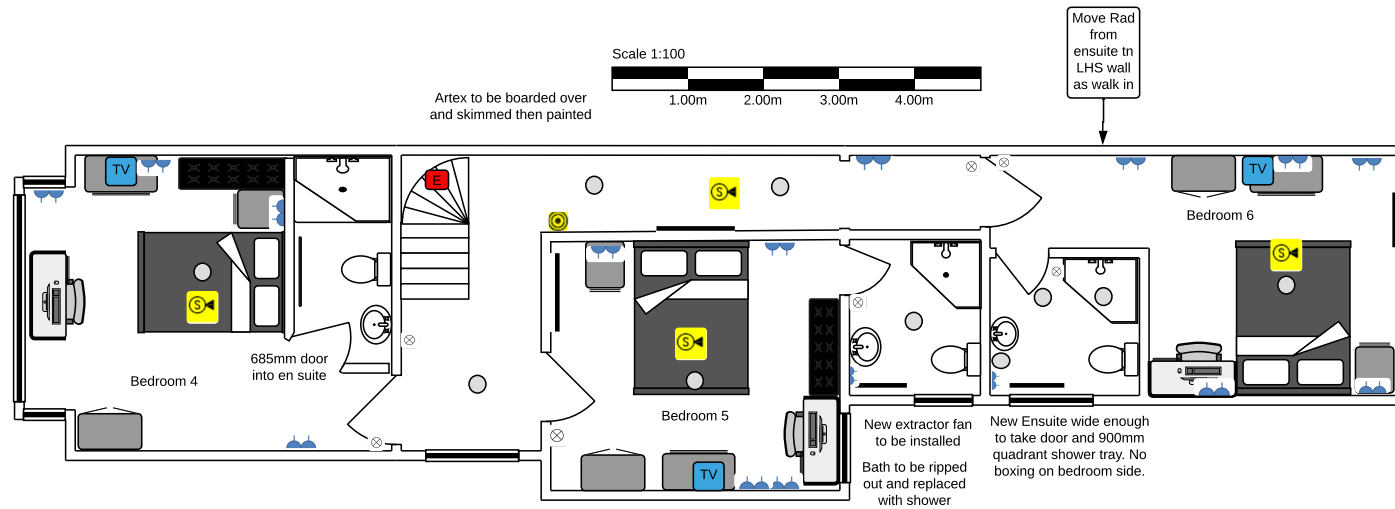 Move Rad
from
ensuite tn
LHS wall
as walk in
Scale 1:100
1.00m
2.00m
3.00m
4.00m
Artex to be boarded over
and skimmed then painted
TV
E
S
TV
Bedroom 6
S
S
S
685mm door
into en suite
Bedroom 4
Bedroom 5
New extractor fan
to be installed
Bath to be ripped
out and replaced
with shower
New Ensuite wide enough
to take door and 900mm
quadrant shower tray. No
boxing on bedroom side.
TV